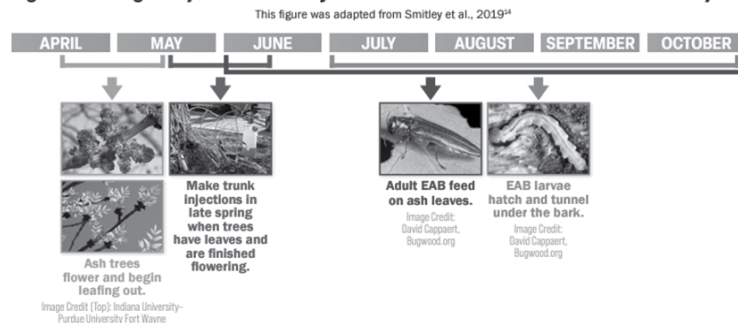 This figure was adapted from Smitley et al., 2019¹⁴
APRIL MAY JUNE JULY AUGUST SEPTEMBER OCTOBER
Ash trees
flower and begin
leafing out.
Image Credit (Top): Indiana University–
Purdue University Fort Wayne
Make trunk
injections in
late spring
when trees
have leaves and
are finished
flowering.
Adult EAB feed
on ash leaves.
Image Credit:
David Cappaert,
Bugwood.org
EAB larvae
hatch and tunnel
under the bark.
Image Credit:
David Cappaert,
Bugwood.org